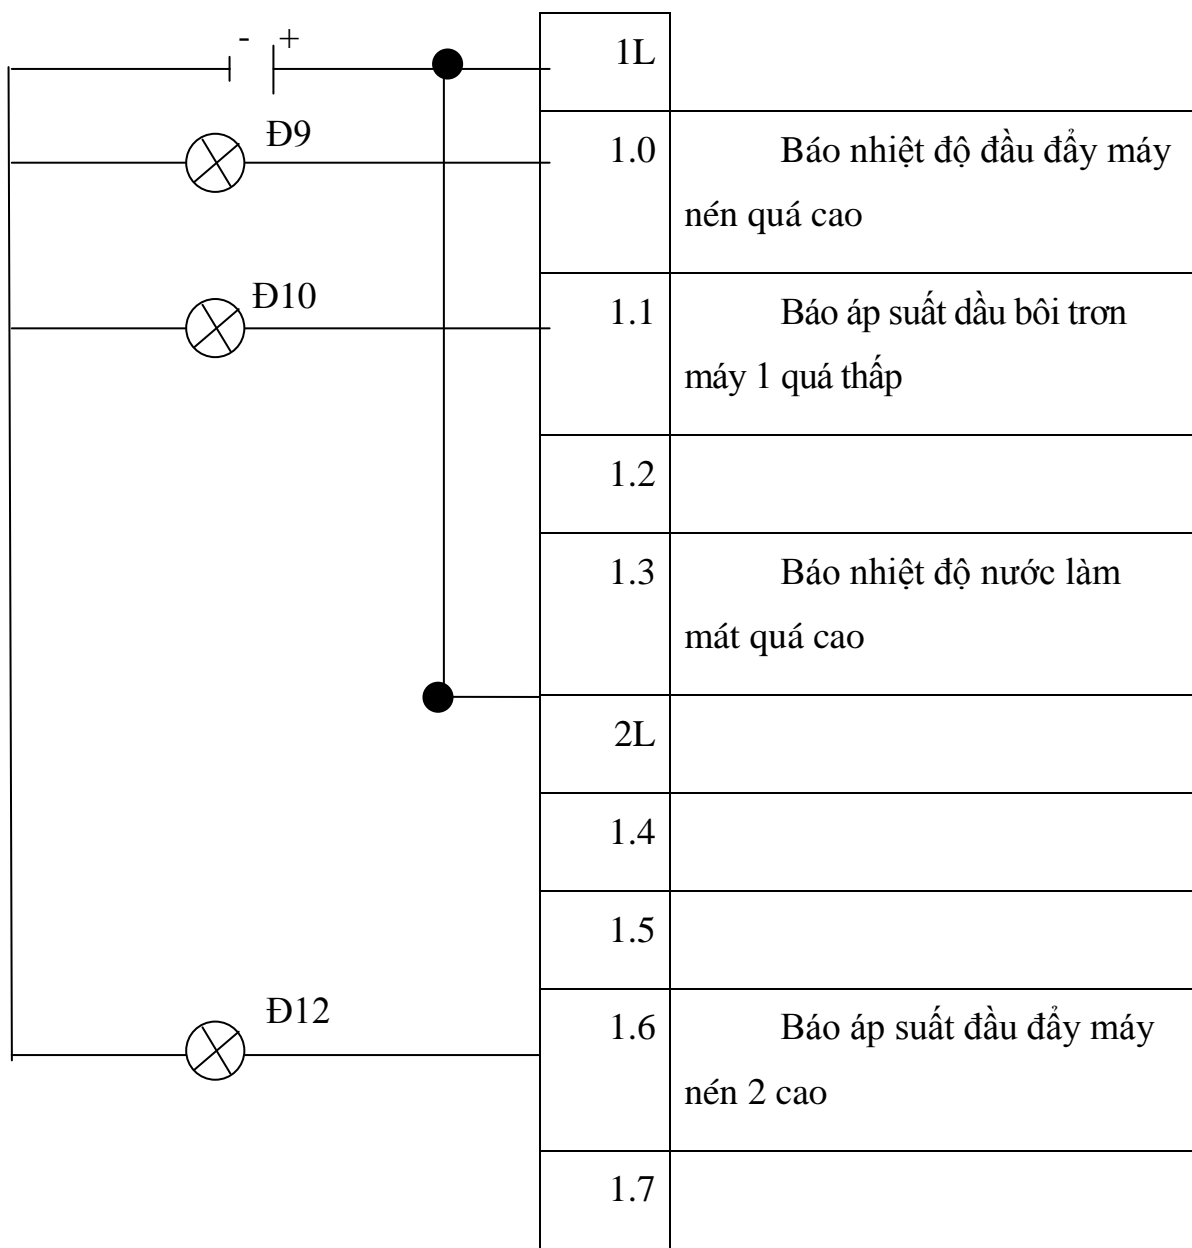 - +
1L
Đ9
1.0 Báo nhiệt độ đầu đẩy máy
nén quá cao
Đ10
1.1 Báo áp suất dầu bôi trơn
máy 1 quá thấp
1.2
1.3 Báo nhiệt độ nước làm
mát quá cao
2L
1.4
1.5
Đ12
1.6 Báo áp suất đầu đẩy máy
nén 2 cao
1.7